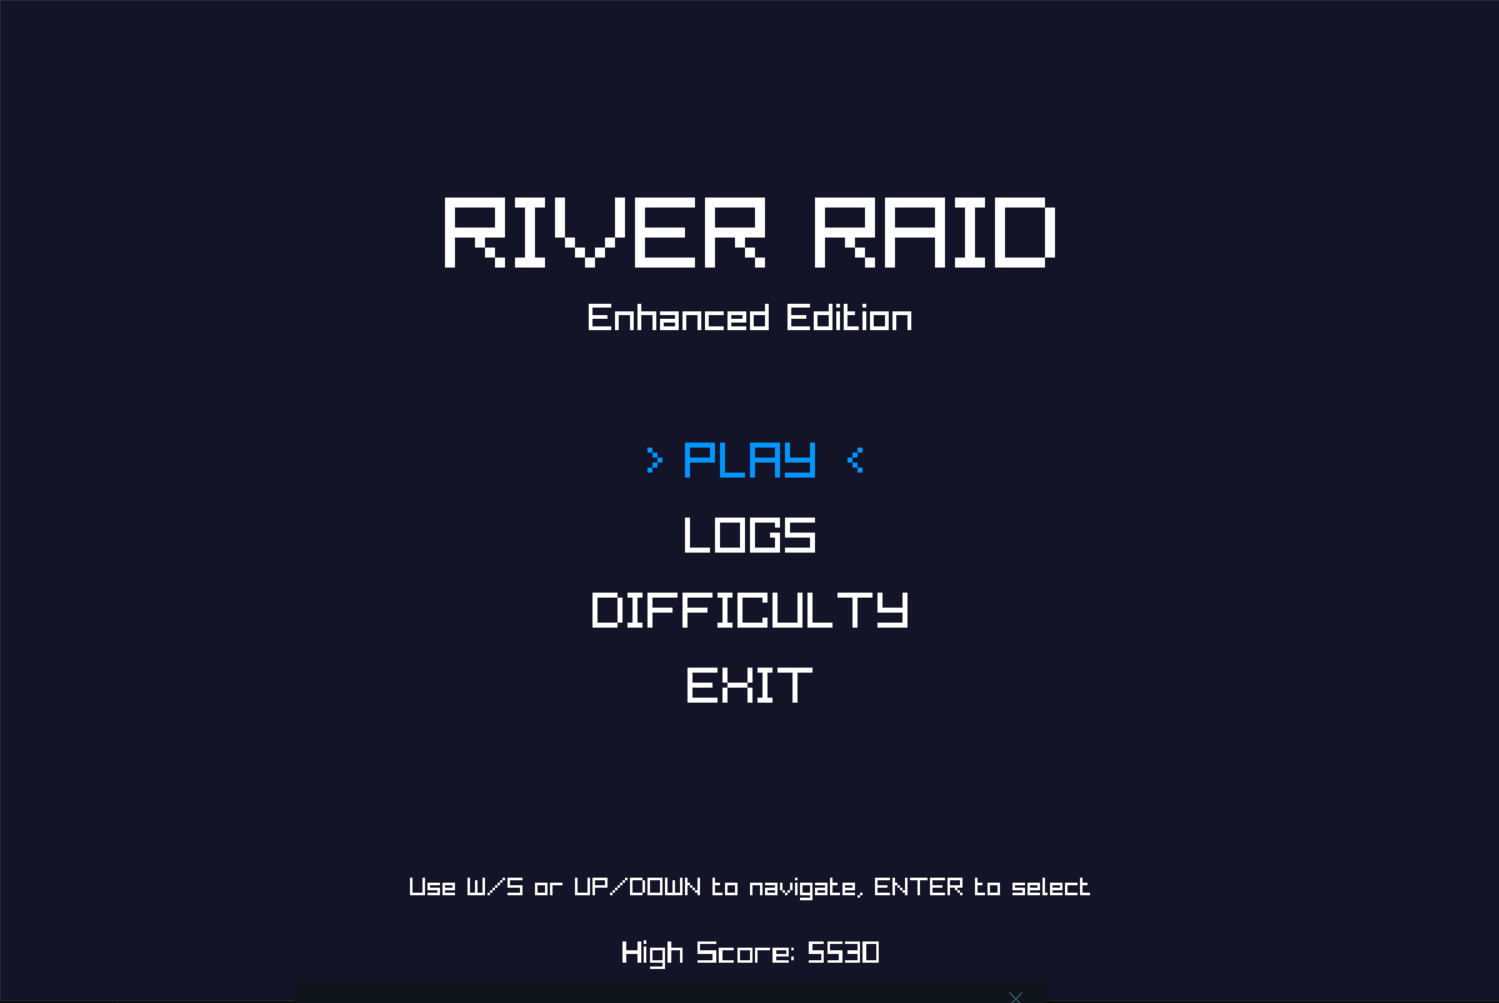 RIVER RAID
Enhanced Edition
> PLAY <
LOGS
DIFFICULTY
EXIT
Use W/S or UP/DOWN to navigate, ENTER to select
High Score: 5530